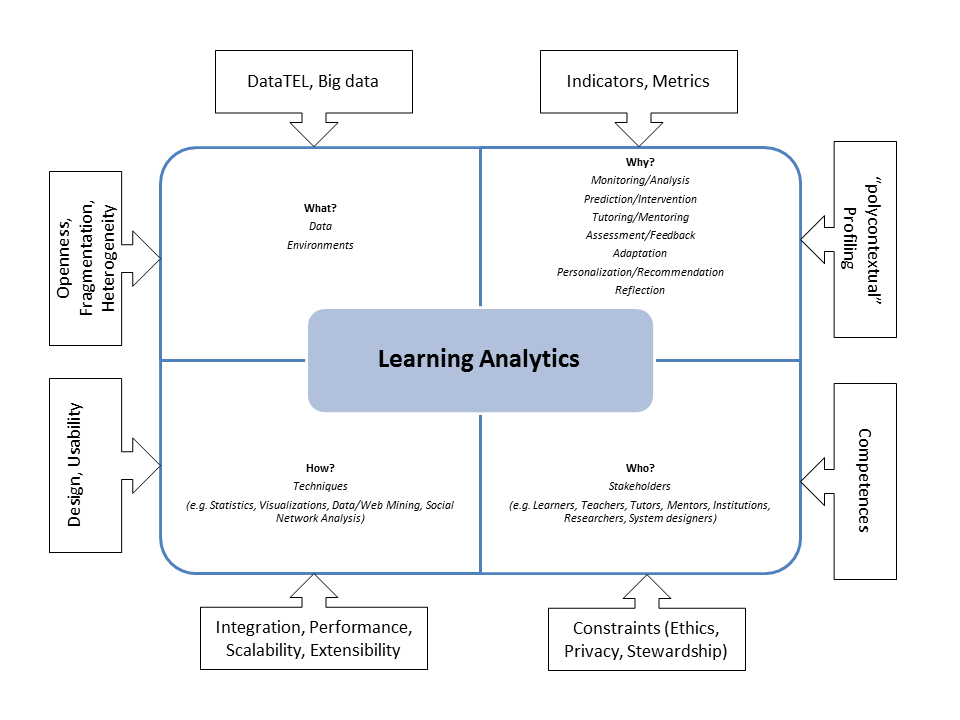 DataTEL, Big data
Indicators, Metrics
Openness,
Fragmentation,
Heterogeneity
What?
Data
Environments
Why?
Monitoring/Analysis
Prediction/Intervention
Tutoring/Mentoring
Assessment/Feedback
Adaptation
Personalization/Recommendation
Reflection
“polycontextual”
Profiling
Learning Analytics
Design, Usability
How?
Techniques
(e.g. Statistics, Visualizations, Data/Web Mining, Social
Network Analysis)
Who?
Stakeholders
(e.g. Learners, Teachers, Tutors, Mentors, Institutions,
Researchers, System designers)
Competences
Integration, Performance,
Scalability, Extensibility
Constraints (Ethics,
Privacy, Stewardship)